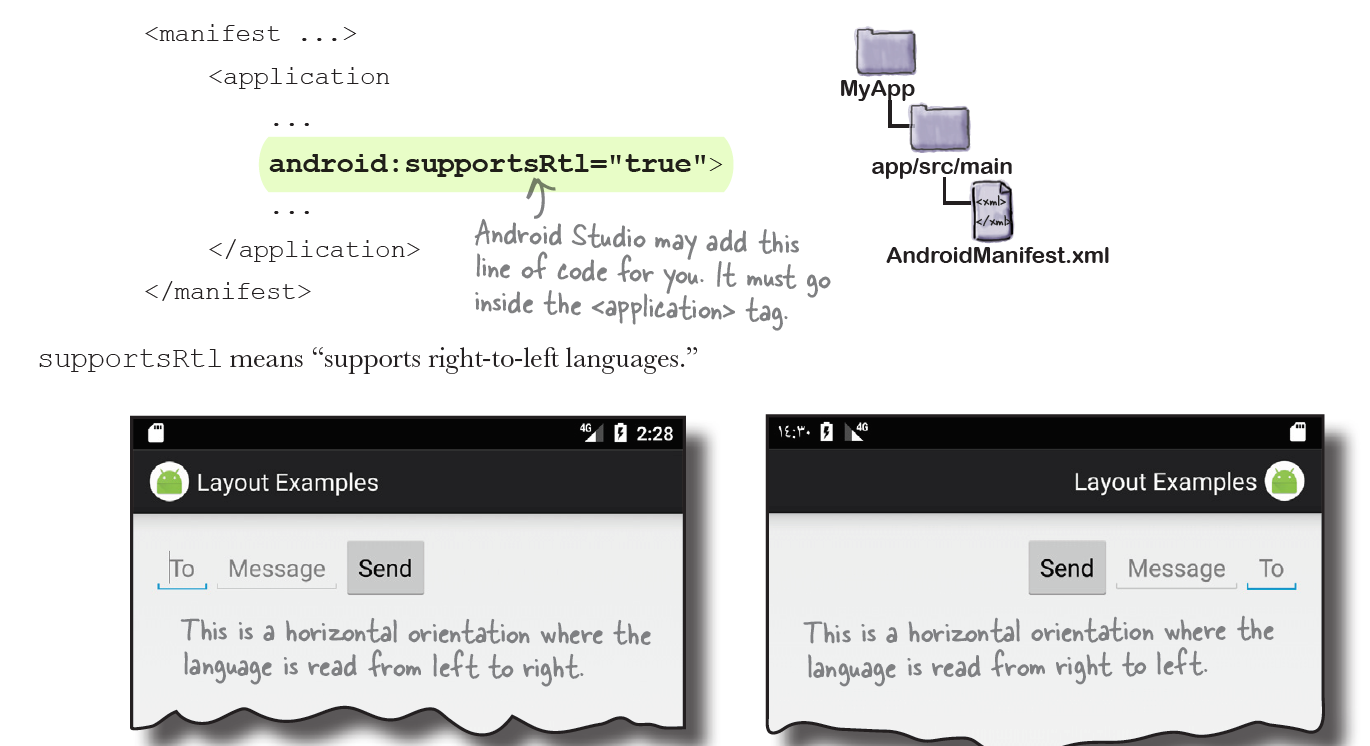 <manifest ...>
<application
...
android:supportsRtl="true">
...
</application>
</manifest>
Android Studio may add this
line of code for you. It must go
inside the <application> tag.
MyApp
app/src/main
<xml>
</xml>
AndroidManifest.xml
supportsRtl means “supports right-to-left languages.”
4G 2:28
Layout Examples
To Message Send
This is a horizontal orientation where the
language is read from left to right.
١٤:٣٠ 4G
Layout Examples
Send Message To
This is a horizontal orientation where the
language is read from right to left.